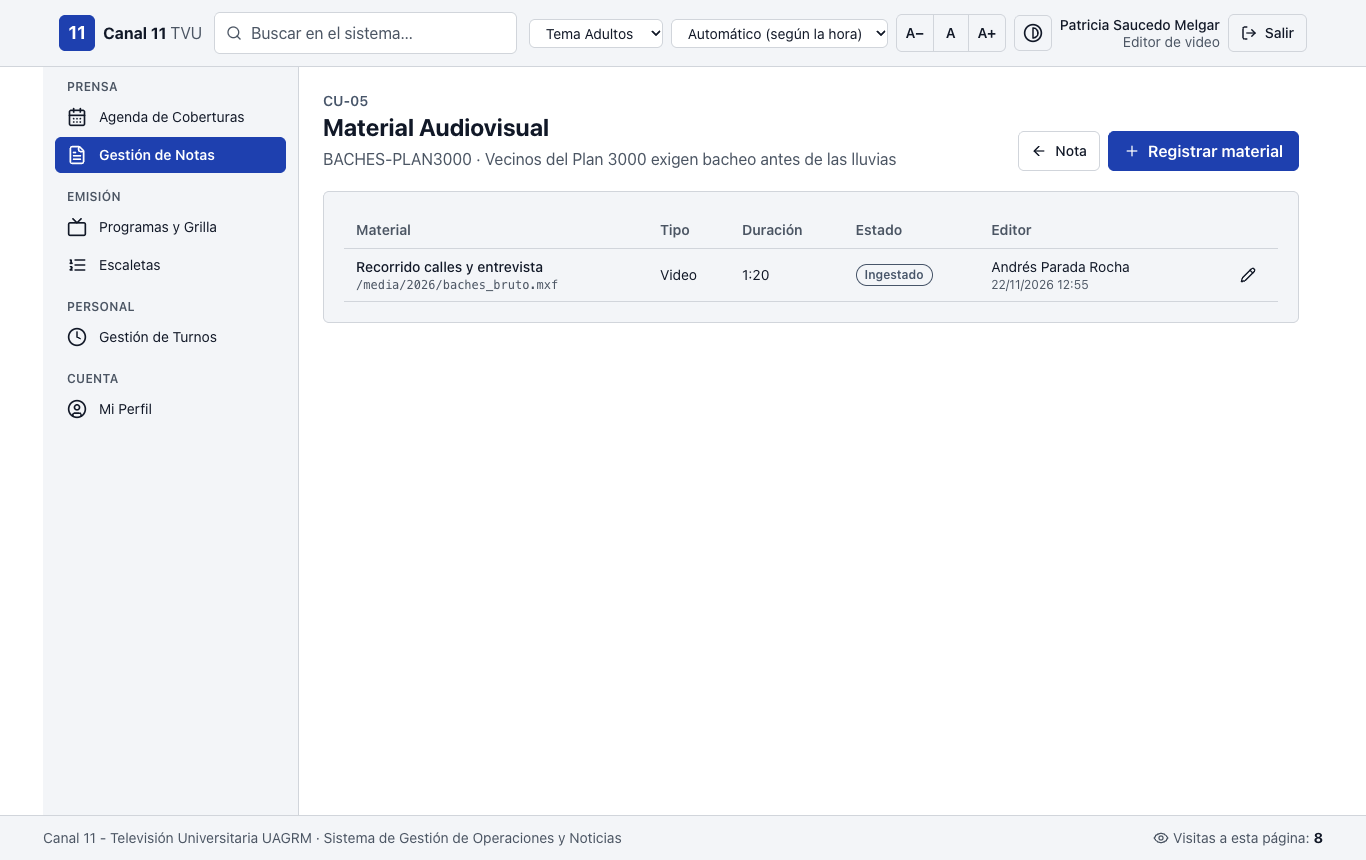 11 Canal 11 TVU
Buscar en el sistema...
Tema Adultos
Automático (según la hora)
A− A A+
Patricia Saucedo Melgar
Editor de video
Salir
PRENSA
Agenda de Coberturas
Gestión de Notas
EMISIÓN
Programas y Grilla
Escaletas
PERSONAL
Gestión de Turnos
CUENTA
Mi Perfil
CU-05
Material Audiovisual
BACHES-PLAN3000 · Vecinos del Plan 3000 exigen bacheo antes de las lluvias
Nota
Registrar material
Material Tipo Duración Estado Editor
Recorrido calles y entrevista
/media/2026/baches_bruto.mxf
Video
1:20
Ingestado
Andrés Parada Rocha
22/11/2026 12:55
Canal 11 - Televisión Universitaria UAGRM · Sistema de Gestión de Operaciones y Noticias
Visitas a esta página: 8